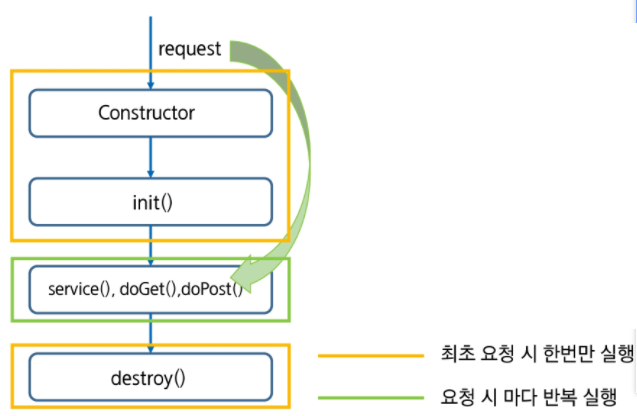 request
Constructor
init()
service(), doGet(),doPost()
destroy()
최초 요청 시 한번만 실행
요청 시 마다 반복 실행